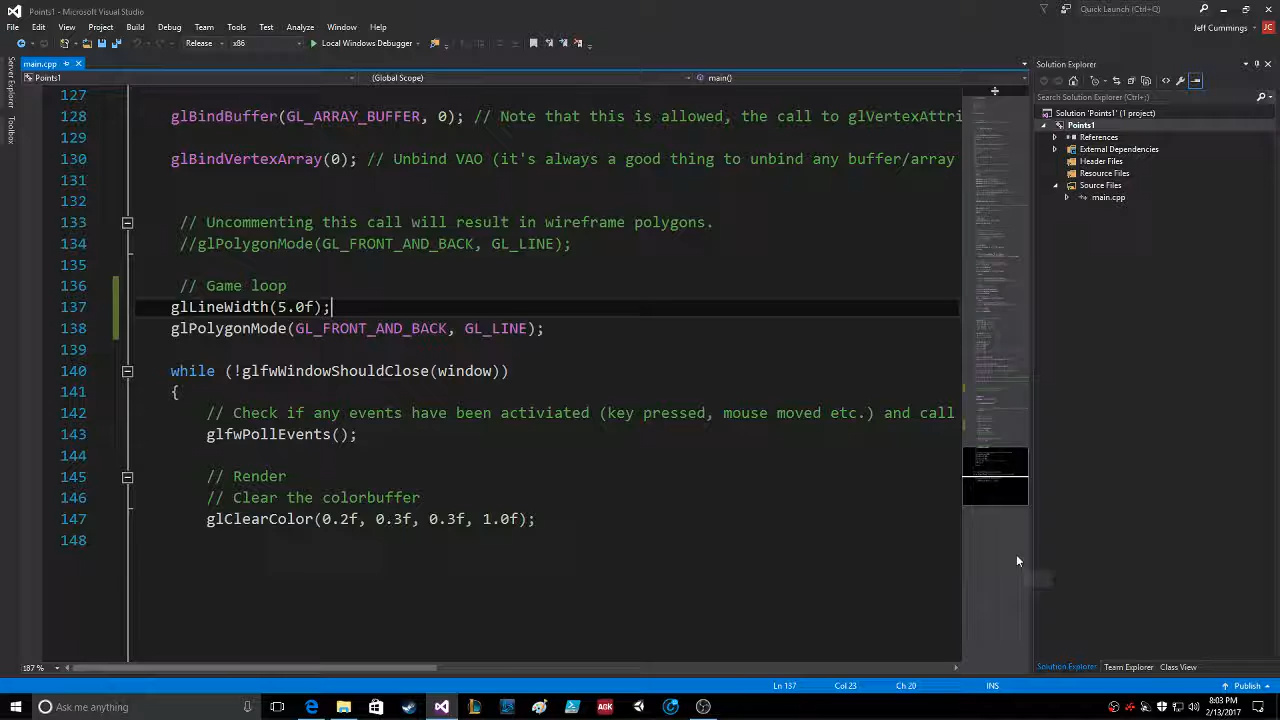 Points1 - Microsoft Visual Studio
Quick Launch (Ctrl+Q)
File Edit View Project Build Debug Team Tools Test Analyze Window Help
Jeff Cummings JC
Release x86 Local Windows Debugger
Server Explorer
Toolbox
main.cpp
Points1 (Global Scope) main()
127
128 glBindBuffer(GL_ARRAY_BUFFER, 0); // Note that this is allowed, the call to glVertexAttri
129
130 glBindVertexArray(0); // Unbind VAO (it's always a good thing to unbind any buffer/array
131
132
133 // Uncommenting this call will result in wireframe polygons.
134 //glPolygonMode(GL_FRONT_AND_BACK, GL_LINE);
135
136 // Game loop
137 glLineWidth(
138 glPolygonMode(GL_FRONT_AND_BACK, GL_LINE);
139
140 while (!glfwWindowShouldClose(window))
141 {
142 // Check if any events have been activated (key pressed, mouse moved etc.) and call
143 glfwPollEvents();
144
145 // Render
146 // Clear the colorbuffer
147 glClearColor(0.2f, 0.3f, 0.3f, 1.0f);
148
187 %
Solution Explorer
Search Solution Explorer (Ctrl+;)
Solution 'Points1' (1 project)
Points1
References
External Dependencies
Header Files
Resource Files
Source Files
main.cpp
Solution Explorer Team Explorer Class View
Ln 137 Col 23 Ch 20 INS Publish
Ask me anything
8:03 PM
2/13/2017